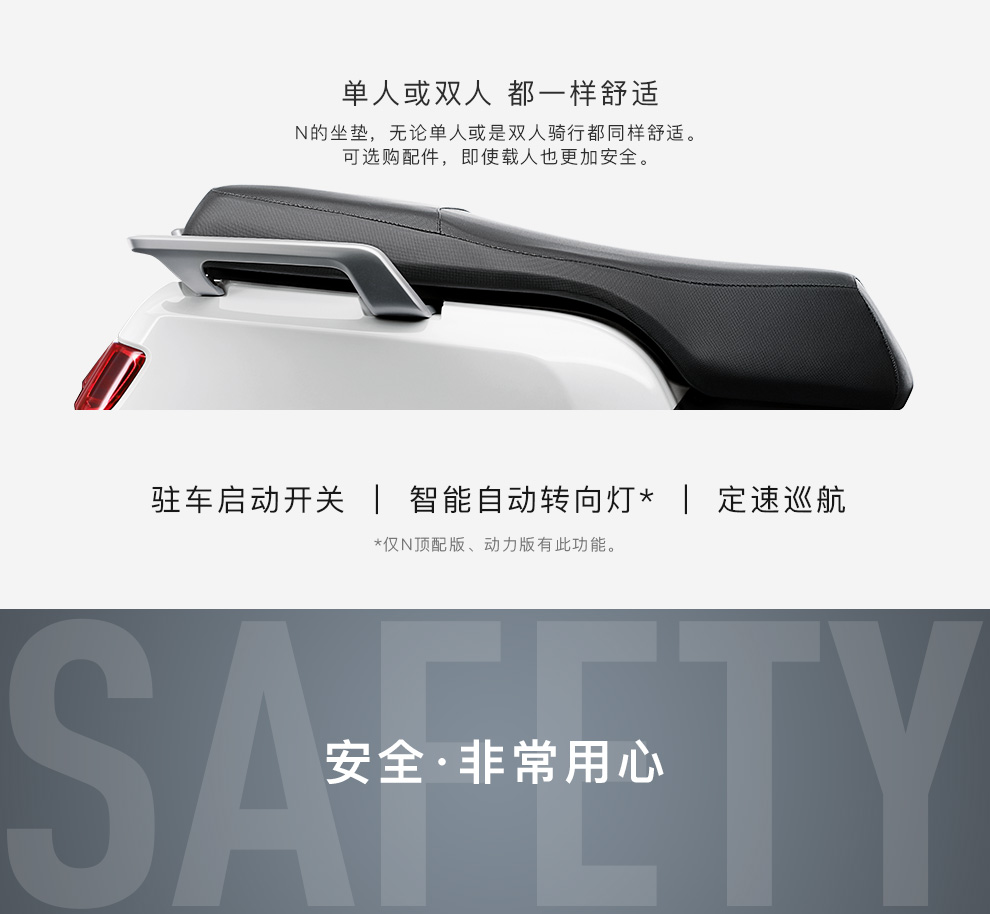 单人或双人 都一样舒适
N的坐垫，无论单人或是双人骑行都同样舒适。
可选购配件，即使载人也更加安全。
驻车启动开关 | 智能自动转向灯* | 定速巡航
*仅N顶配版、动力版有此功能。
SAFETY
安全·非常用心